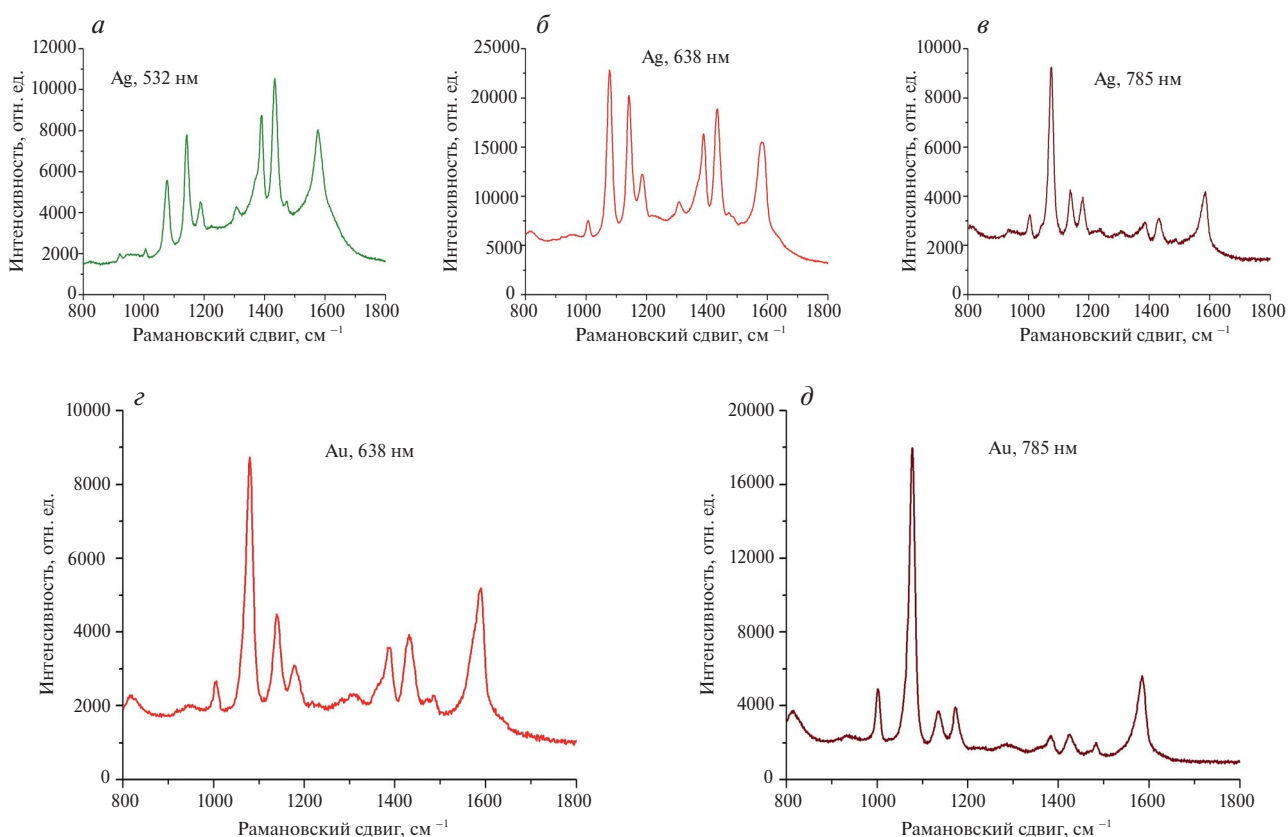 а
Ag, 532 нм
Интенсивность, отн. ед.
12000
10000
8000
6000
4000
2000
0
800 1000 1200 1400 1600 1800
Рамановский сдвиг, см –1
б
Ag, 638 нм
Интенсивность, отн. ед.
25000
20000
15000
10000
5000
0
800 1000 1200 1400 1600 1800
Рамановский сдвиг, см –1
в
Ag, 785 нм
Интенсивность, отн. ед.
10000
8000
6000
4000
2000
0
800 1000 1200 1400 1600 1800
Рамановский сдвиг, см –1
г
Au, 638 нм
Интенсивность, отн. ед.
10000
8000
6000
4000
2000
0
800 1000 1200 1400 1600 1800
Рамановский сдвиг, см –1
д
Au, 785 нм
Интенсивность, отн. ед.
20000
16000
12000
8000
4000
0
800 1000 1200 1400 1600 1800
Рамановский сдвиг, см –1